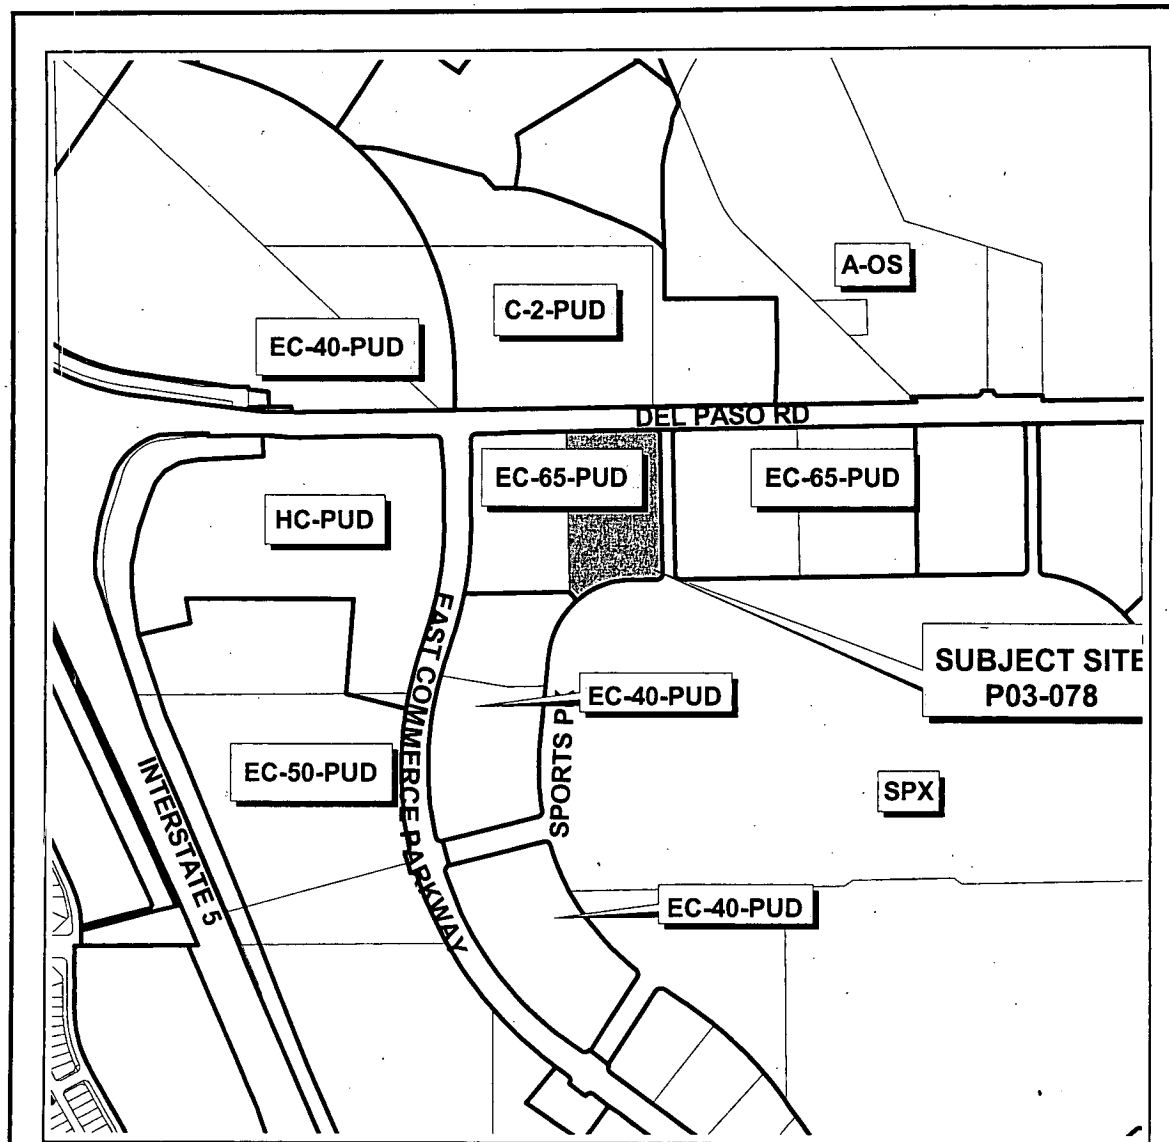 A-OS
C-2-PUD
EC-40-PUD
DEL PASO RD
EC-65-PUD
EC-65-PUD
HC-PUD
EAST COMMERCE PARKWAY
SUBJECT SITE
P03-078
EC-40-PUD
SPORTS P
EC-50-PUD
INTERSTATE 5
SPX
EC-40-PUD